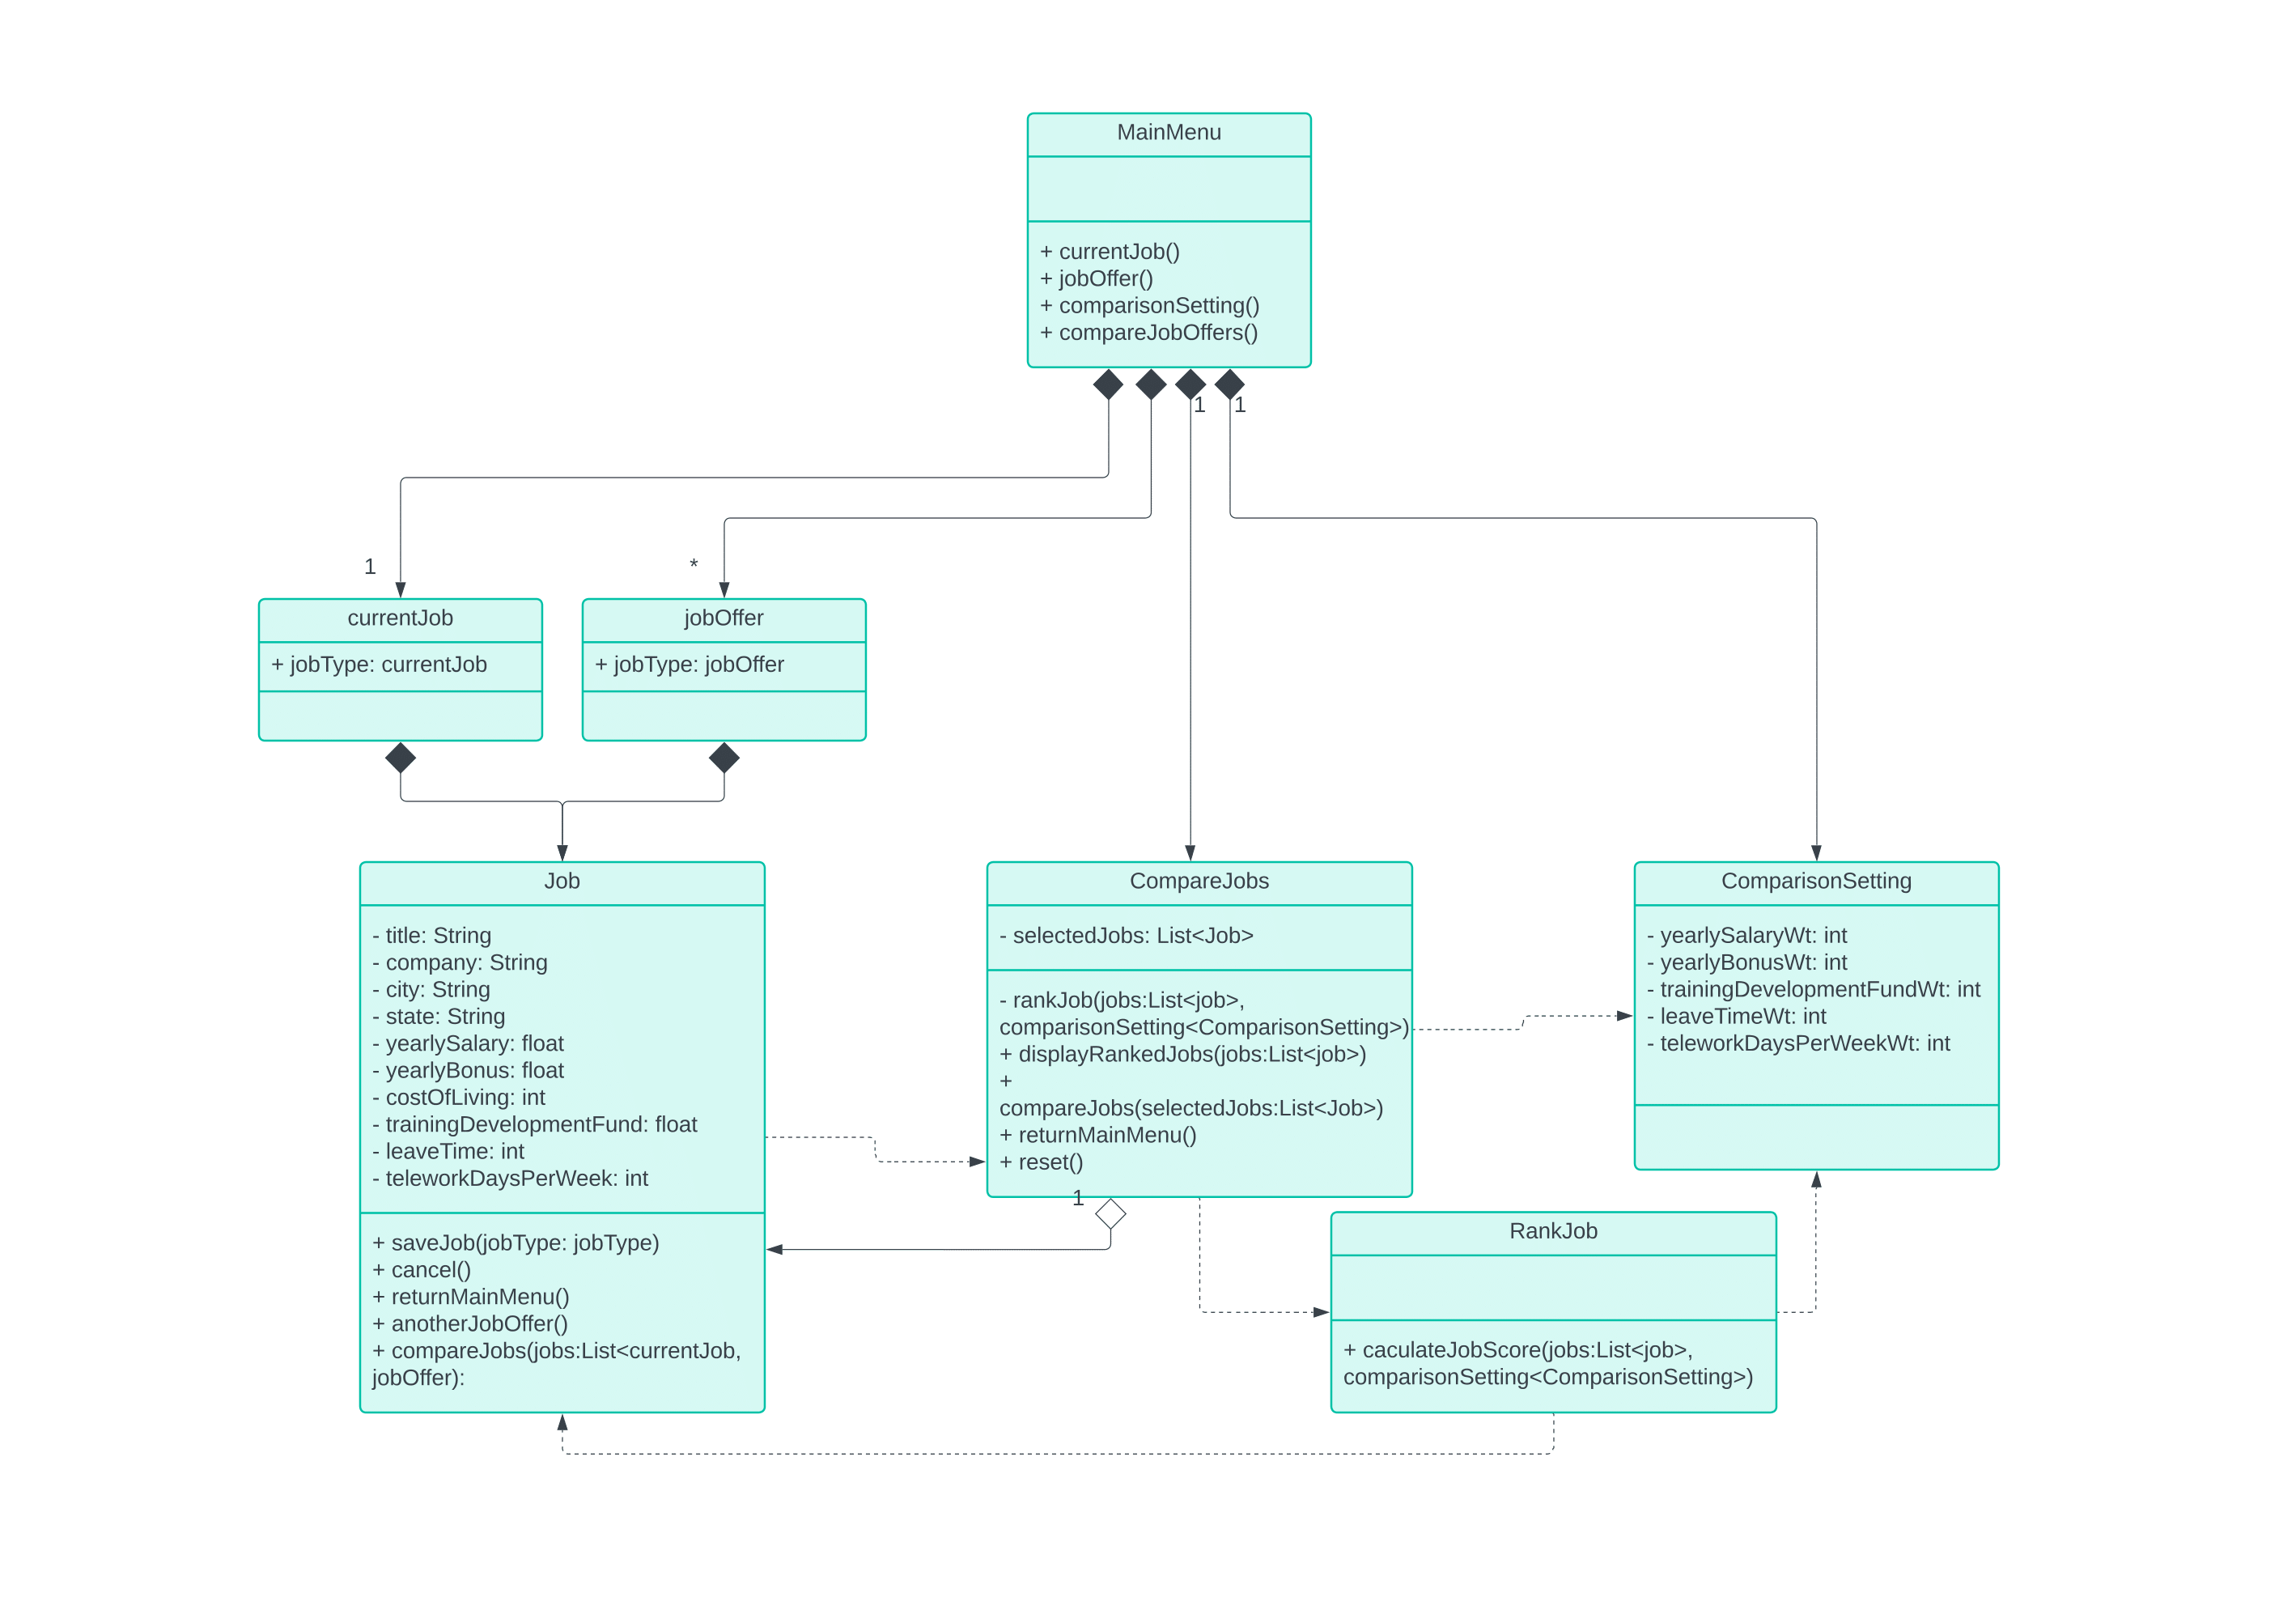 MainMenu
+ currentJob()
+ jobOffer()
+ comparisonSetting()
+ compareJobOffers()
1
1
1
*
currentJob
+ jobType: currentJob
jobOffer
+ jobType: jobOffer
Job
- title: String
- company: String
- city: String
- state: String
- yearlySalary: float
- yearlyBonus: float
- costOfLiving: int
- trainingDevelopmentFund: float
- leaveTime: int
- teleworkDaysPerWeek: int
+ saveJob(jobType: jobType)
+ cancel()
+ returnMainMenu()
+ anotherJobOffer()
+ compareJobs(jobs:List<currentJob,
jobOffer):
CompareJobs
- selectedJobs: List<Job>
- rankJob(jobs:List<job>,
comparisonSetting<ComparisonSetting>)
+ displayRankedJobs(jobs:List<job>)
+
compareJobs(selectedJobs:List<Job>)
+ returnMainMenu()
+ reset()
1
ComparisonSetting
- yearlySalaryWt: int
- yearlyBonusWt: int
- trainingDevelopmentFundWt: int
- leaveTimeWt: int
- teleworkDaysPerWeekWt: int
RankJob
+ caculateJobScore(jobs:List<job>,
comparisonSetting<ComparisonSetting>)